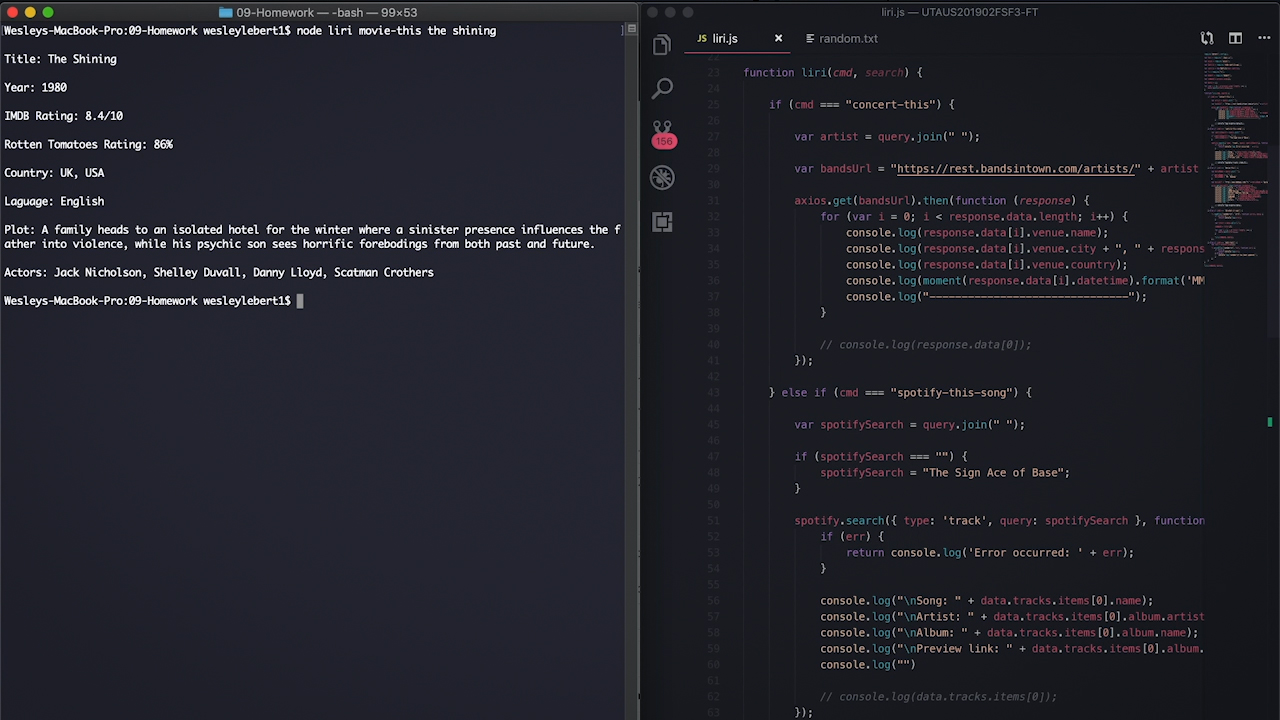 09-Homework — -bash — 99×53
[Wesleys-MacBook-Pro:09-Homework wesleylebert1$ node liri movie-this the shining ]
Title: The Shining
Year: 1980
IMDB Rating: 8.4/10
Rotten Tomatoes Rating: 86%
Country: UK, USA
Laguage: English
Plot: A family heads to an isolated hotel for the winter where a sinister presence influences the f
ather into violence, while his psychic son sees horrific forebodings from both past and future.
Actors: Jack Nicholson, Shelley Duvall, Danny Lloyd, Scatman Crothers
Wesleys-MacBook-Pro:09-Homework wesleylebert1$
liri.js — UTAUS201902FSF3-FT
JS liri.js × random.txt
156
22
23 function liri(cmd, search) {
24
25 if (cmd === "concert-this") {
26
27 var artist = query.join(" ");
28
29 var bandsUrl = "https://rest.bandsintown.com/artists/" + artist
30
31 axios.get(bandsUrl).then(function (response) {
32 for (var i = 0; i < response.data.length; i++) {
33 console.log(response.data[i].venue.name);
34 console.log(response.data[i].venue.city + ", " + respons
35 console.log(response.data[i].venue.country);
36 console.log(moment(response.data[i].datetime).format('MM
37 console.log("-------------------------------");
38 }
39
40 // console.log(response.data[0]);
41 });
42
43 } else if (cmd === "spotify-this-song") {
44
45 var spotifySearch = query.join(" ");
46
47 if (spotifySearch === "") {
48 spotifySearch = "The Sign Ace of Base";
49 }
50
51 spotify.search({ type: 'track', query: spotifySearch }, function
52 if (err) {
53 return console.log('Error occurred: ' + err);
54 }
55
56 console.log("\nSong: " + data.tracks.items[0].name);
57 console.log("\nArtist: " + data.tracks.items[0].album.artist
58 console.log("\nAlbum: " + data.tracks.items[0].album.name);
59 console.log("\nPreview link: " + data.tracks.items[0].album.
60 console.log("")
61
62 // console.log(data.tracks.items[0]);
63 });